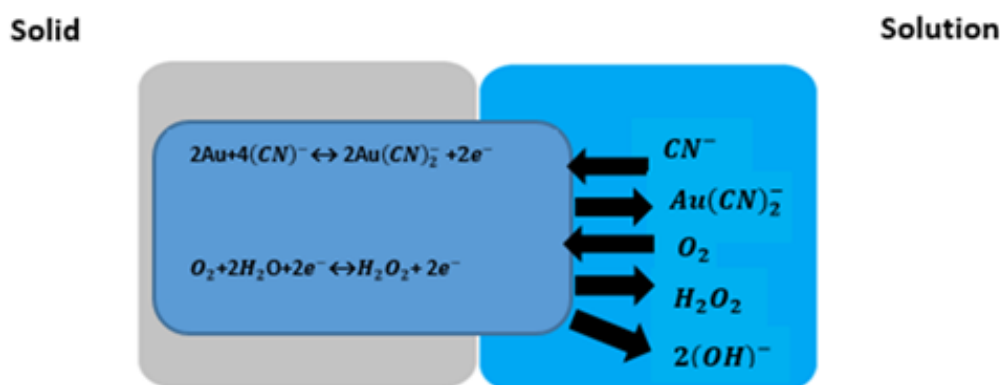 Solid
Solution
2Au+4(CN)⁻ ↔ 2Au(CN)₂⁻ +2e⁻
O₂+2H₂O+2e⁻ ↔H₂O₂+ 2e⁻
CN⁻
Au(CN)₂⁻
O₂
H₂O₂
2(OH)⁻